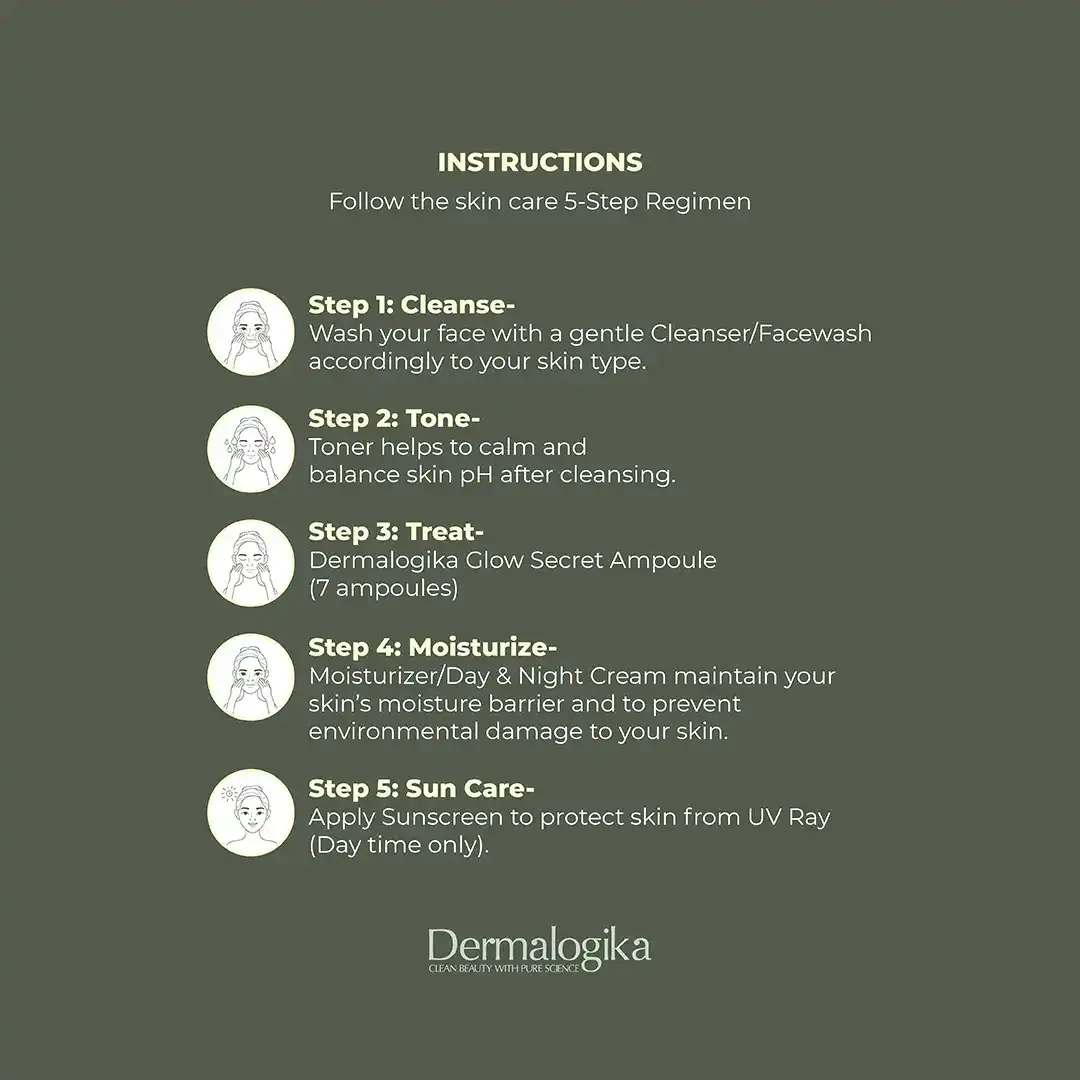 INSTRUCTIONS
Follow the skin care 5-Step Regimen
Step 1: Cleanse-
Wash your face with a gentle Cleanser/Facewash
accordingly to your skin type.
Step 2: Tone-
Toner helps to calm and
balance skin pH after cleansing.
Step 3: Treat-
Dermalogika Glow Secret Ampoule
(7 ampoules)
Step 4: Moisturize-
Moisturizer/Day & Night Cream maintain your
skin's moisture barrier and to prevent
environmental damage to your skin.
Step 5: Sun Care-
Apply Sunscreen to protect skin from UV Ray
(Day time only).
Dermalogika
CLEAN BEAUTY WITH PURE SCIENCE